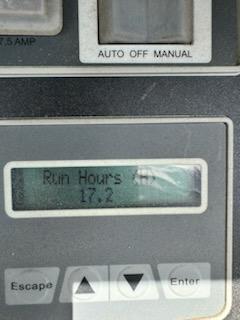 7.5 AMP
AUTO OFF MANUAL
Run Hours (H)
17.2
Escape
Enter